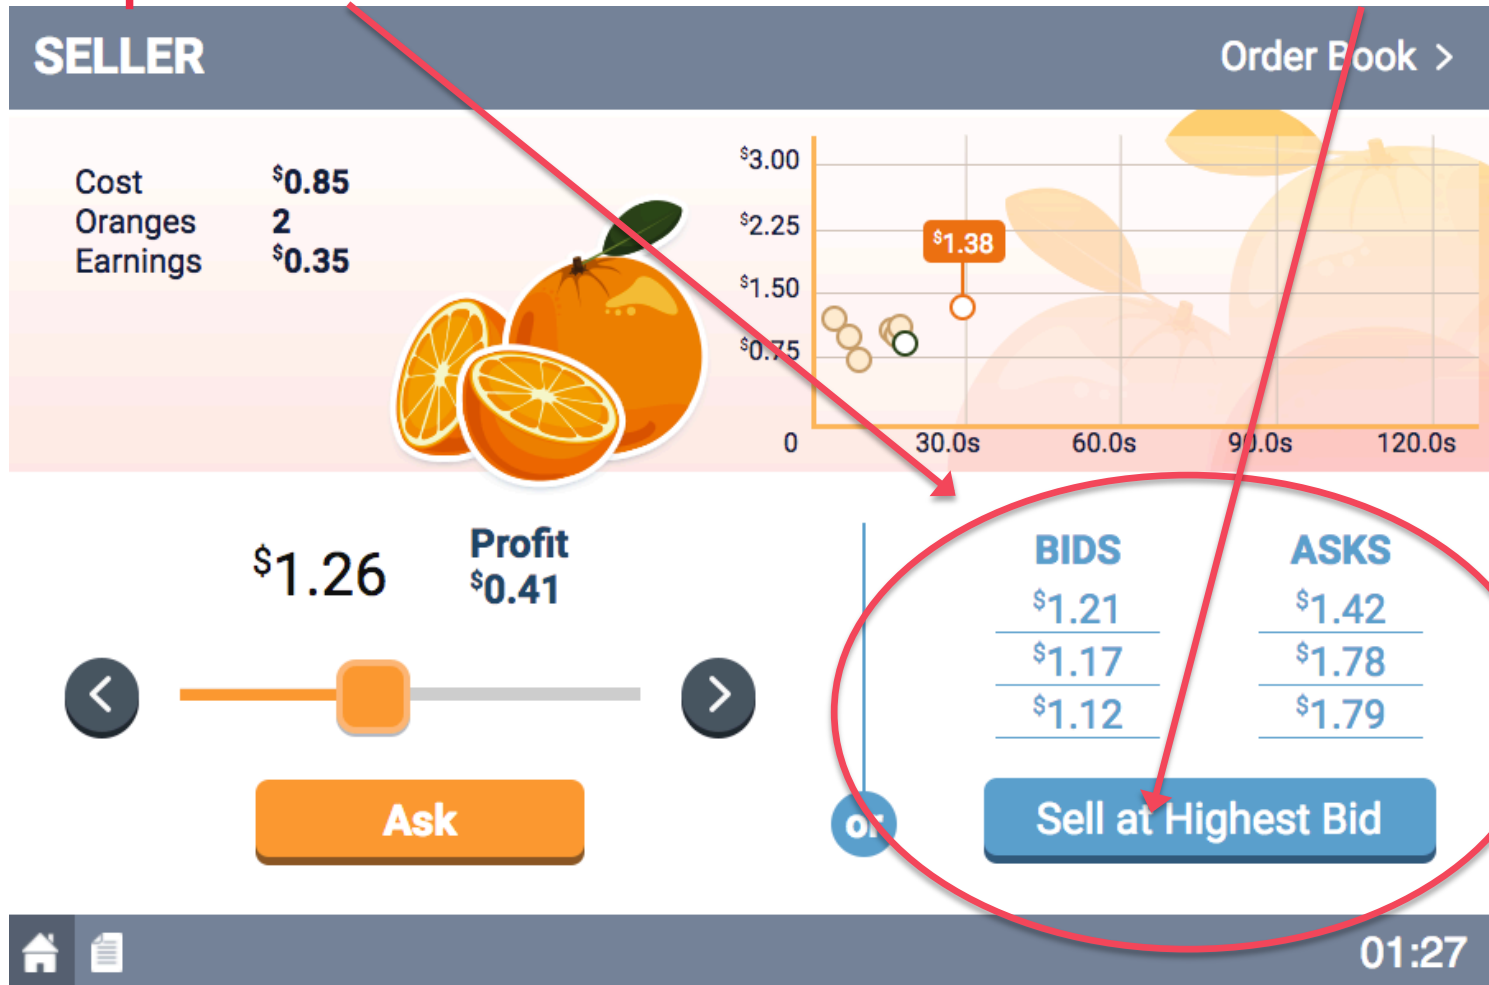 SELLER
Order Book >
Cost $0.85
Oranges 2
Earnings $0.35
$3.00
$2.25
$1.50
$0.75
$1.38
0 30.0s 60.0s 90.0s 120.0s
$1.26
Profit
$0.41
Ask
or
BIDS ASKS
$1.21 $1.42
$1.17 $1.78
$1.12 $1.79
Sell at Highest Bid
01:27